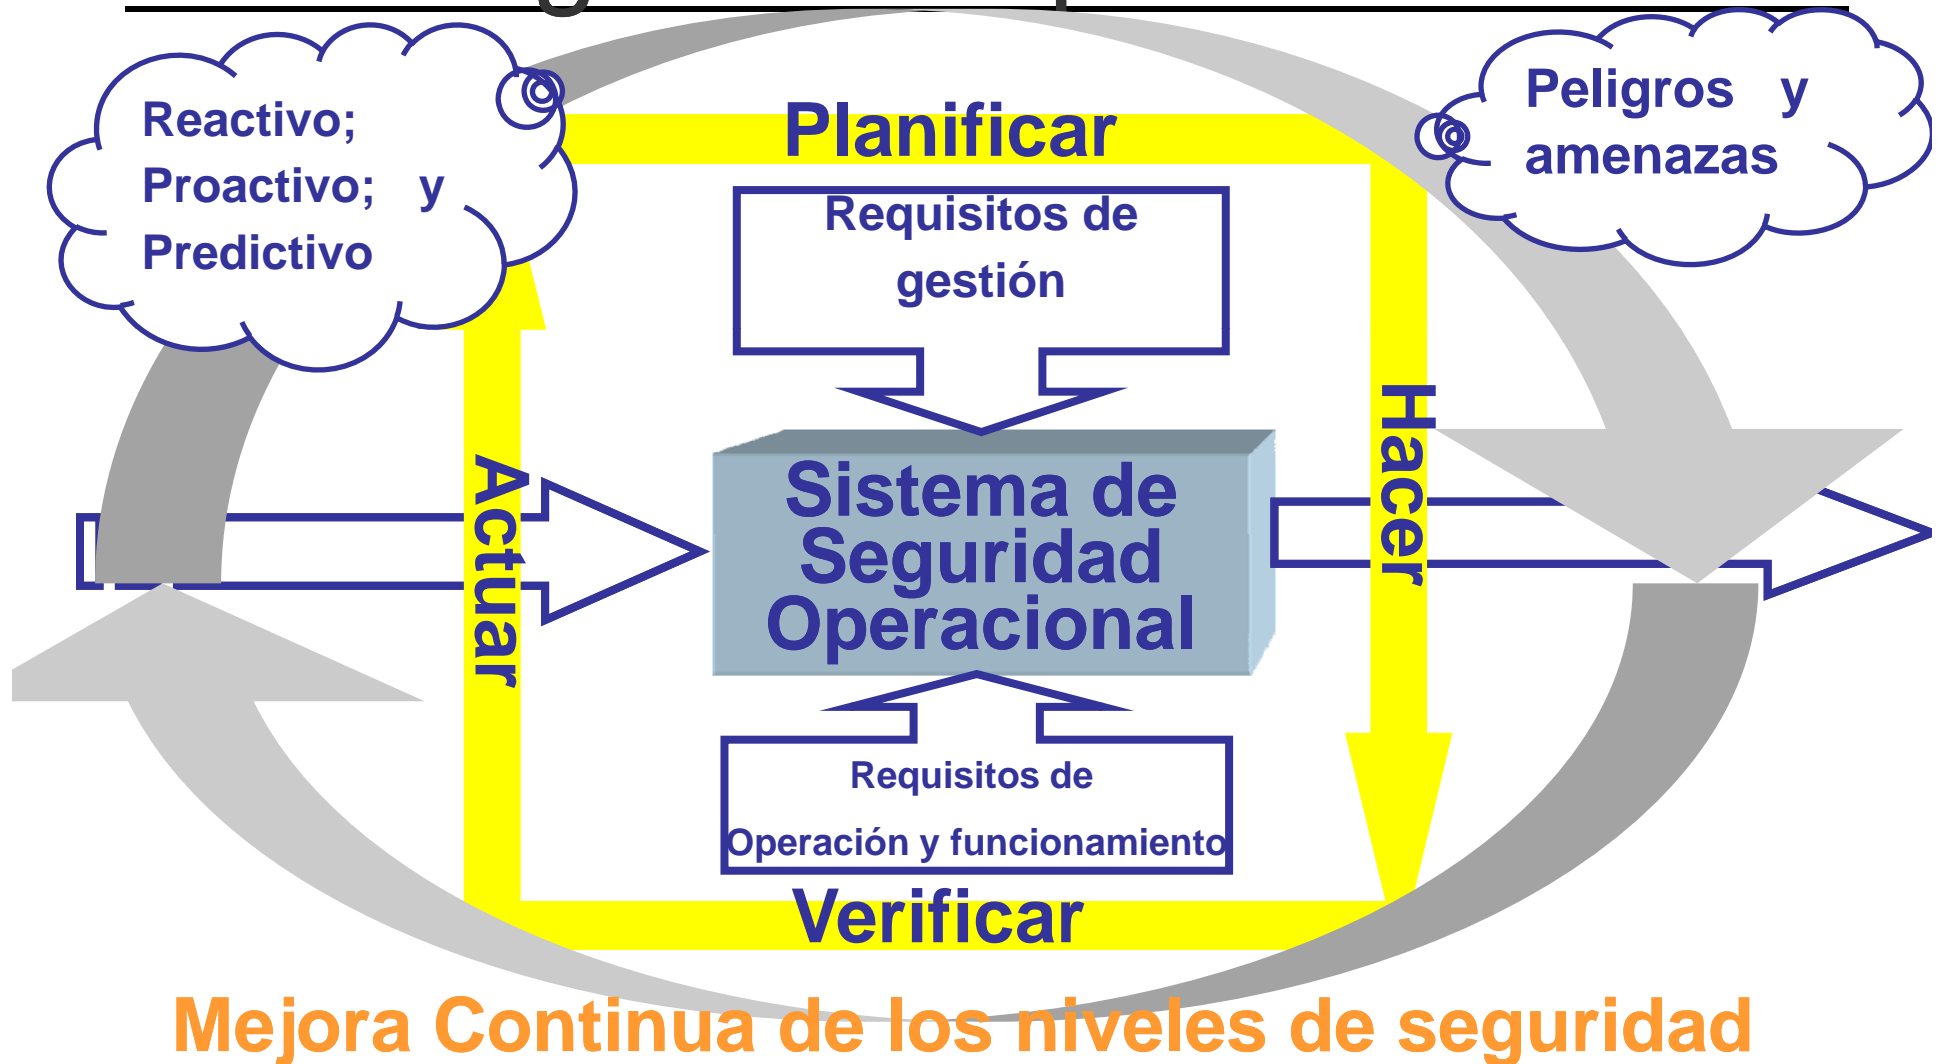 Reactivo;
Proactivo; y
Predictivo
Peligros y
amenazas
Planificar
Requisitos de
gestión
Hacer
Actuar
Sistema de
Seguridad
Operacional
Requisitos de
Operación y funcionamiento
Verificar
Mejora Continua de los niveles de seguridad